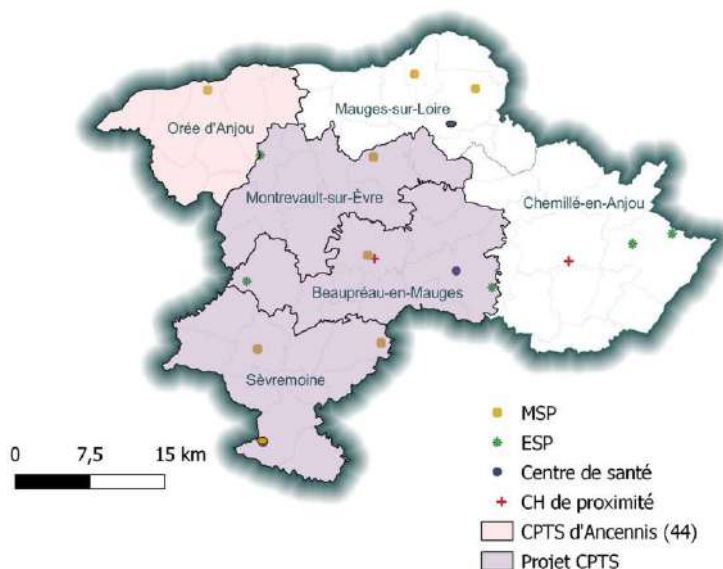 Mauges-sur-Loire
Orée d'Anjou
Montrevault-sur-Èvre
Chemillé-en-Anjou
Beaupréau-en-Mauges
Sèvremoine
0 7,5 15 km
MSP
ESP
Centre de santé
CH de proximité
CPTS d'Ancennis (44)
Projet CPTS